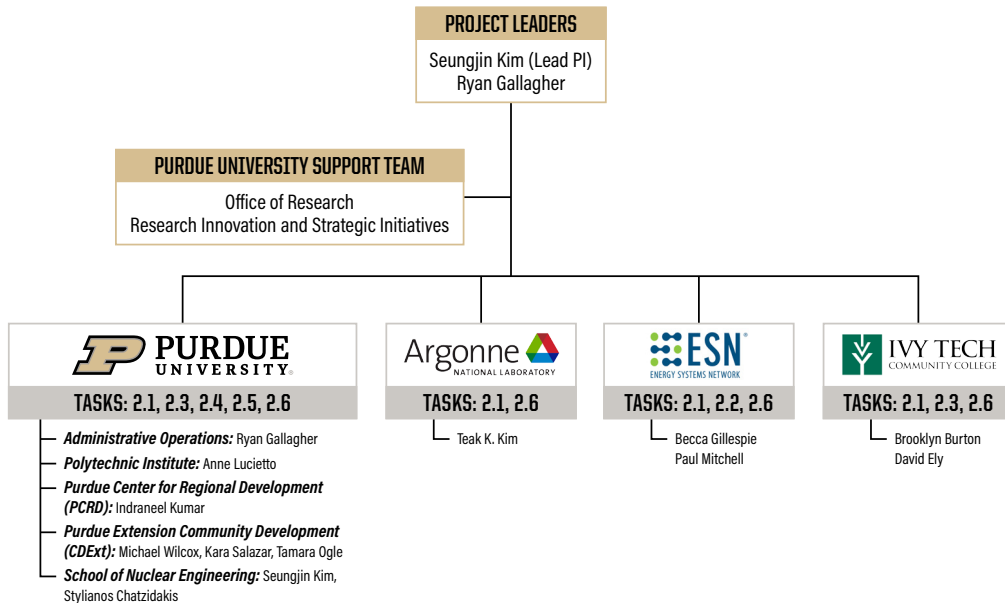 PROJECT LEADERS
Seungjin Kim (Lead PI)
Ryan Gallagher
PURDUE UNIVERSITY SUPPORT TEAM
Office of Research
Research Innovation and Strategic Initiatives
P PURDUE
UNIVERSITY®
TASKS: 2.1, 2.3, 2.4, 2.5, 2.6
Administrative Operations: Ryan Gallagher
Polytechnic Institute: Anne Lucietto
Purdue Center for Regional Development
(PCRD): Indraneel Kumar
Purdue Extension Community Development
(CDExt): Michael Wilcox, Kara Salazar, Tamara Ogle
School of Nuclear Engineering: Seungjin Kim,
Stylianos Chatzidakis
Argonne
NATIONAL LABORATORY
TASKS: 2.1, 2.6
Teak K. Kim
ESN®
ENERGY SYSTEMS NETWORK
TASKS: 2.1, 2.2, 2.6
Becca Gillespie
Paul Mitchell
IVY TECH
COMMUNITY COLLEGE
TASKS: 2.1, 2.3, 2.6
Brooklyn Burton
David Ely